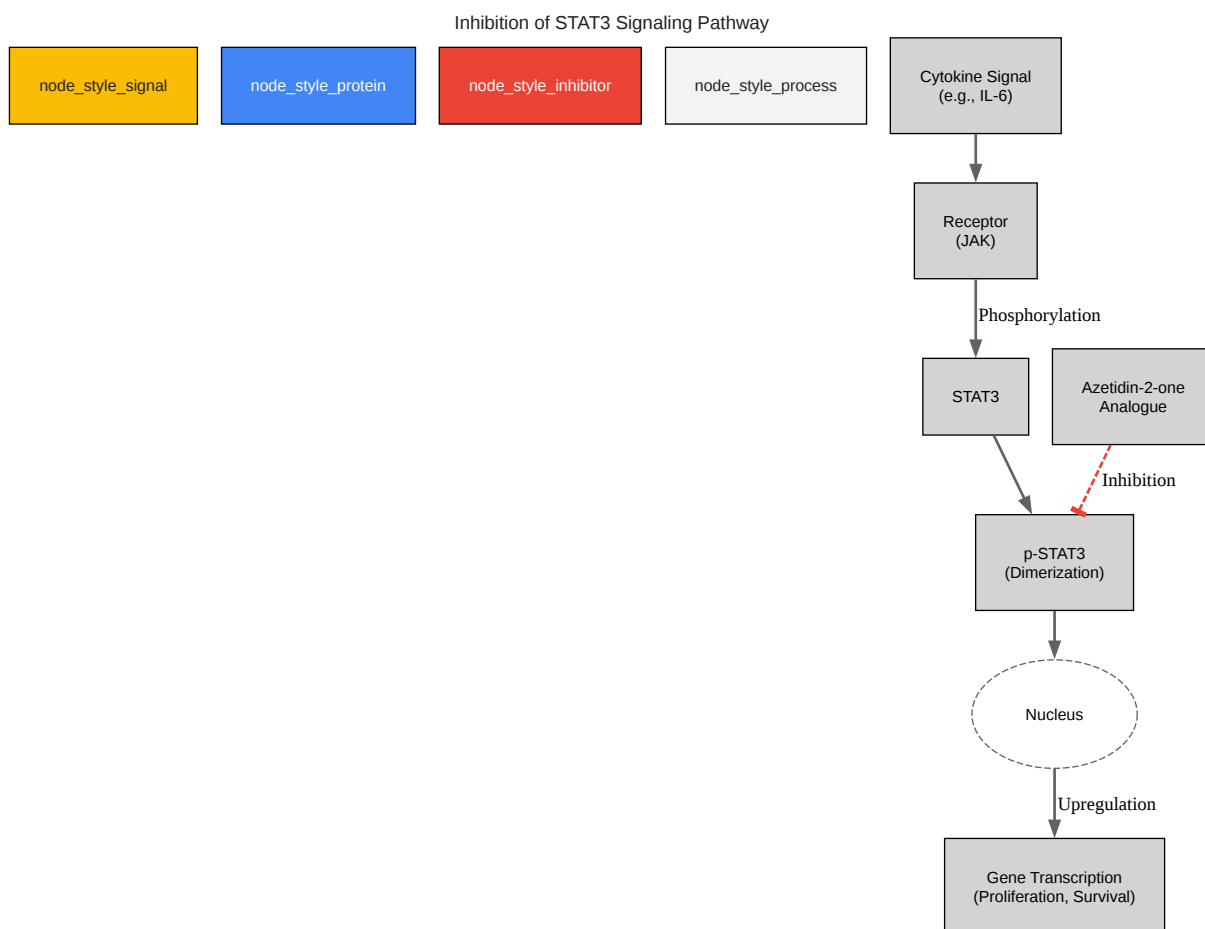 Inhibition of STAT3 Signaling Pathway
node_style_signal
node_style_protein
node_style_inhibitor
node_style_process
Cytokine Signal
(e.g., IL-6)
Receptor
(JAK)
Phosphorylation
STAT3
Azetidin-2-one
Analogue
Inhibition
p-STAT3
(Dimerization)
Nucleus
Upregulation
Gene Transcription
(Proliferation, Survival)